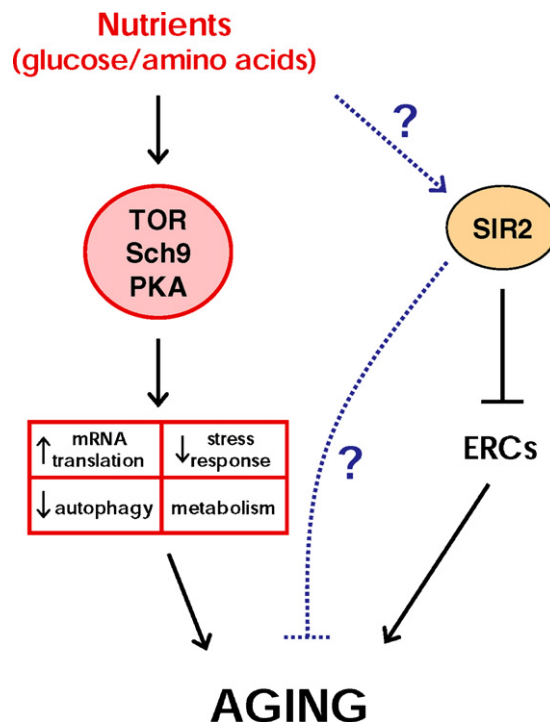 Nutrients
(glucose/amino acids)
?
TOR
Sch9
PKA
SIR2
↑ mRNA
translation
↓ stress
response
↓ autophagy
metabolism
?
ERCs
AGING